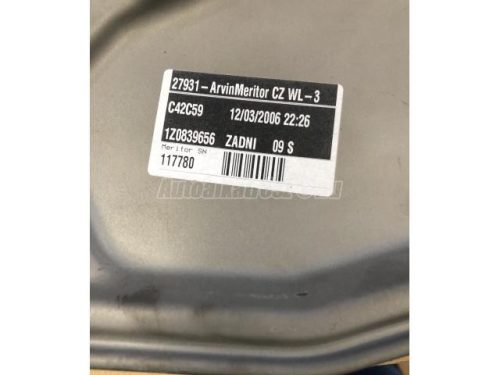 27931-ArvinMeritor CZ WL-3
C42C59 12/03/2006 22:26
1Z0839656 ZADNI 09 S
Meritor SN
117780